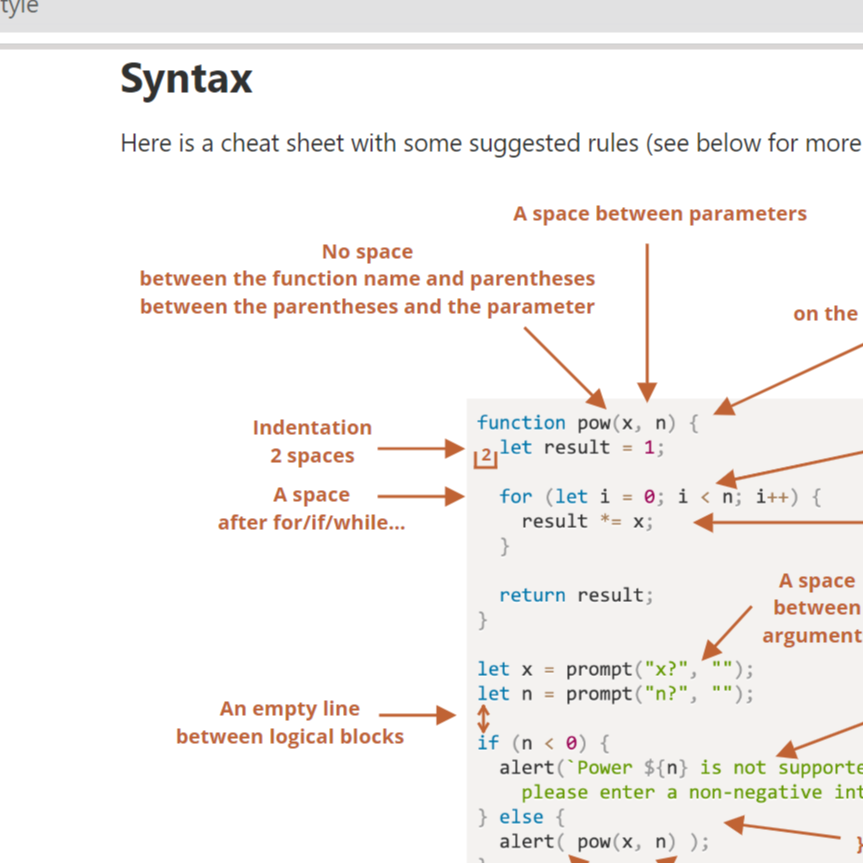 tyle
Syntax
Here is a cheat sheet with some suggested rules (see below for more
A space between parameters
No space
between the function name and parentheses
between the parentheses and the parameter
on the
Indentation
2 spaces
A space
after for/if/while...
function pow(x, n) {
2
let result = 1;
for (let i = 0; i < n; i++) {
result *= x;
}
return result;
}
A space
between
argument
let x = prompt("x?", "");
let n = prompt("n?", "");
An empty line
between logical blocks
if (n < 0) {
alert(`Power ${n} is not supporte
please enter a non-negative int
} else {
alert( pow(x, n) );
}